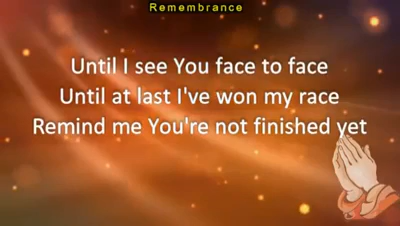 Remembrance
Until I see You face to face
Until at last I've won my race
Remind me You're not finished yet